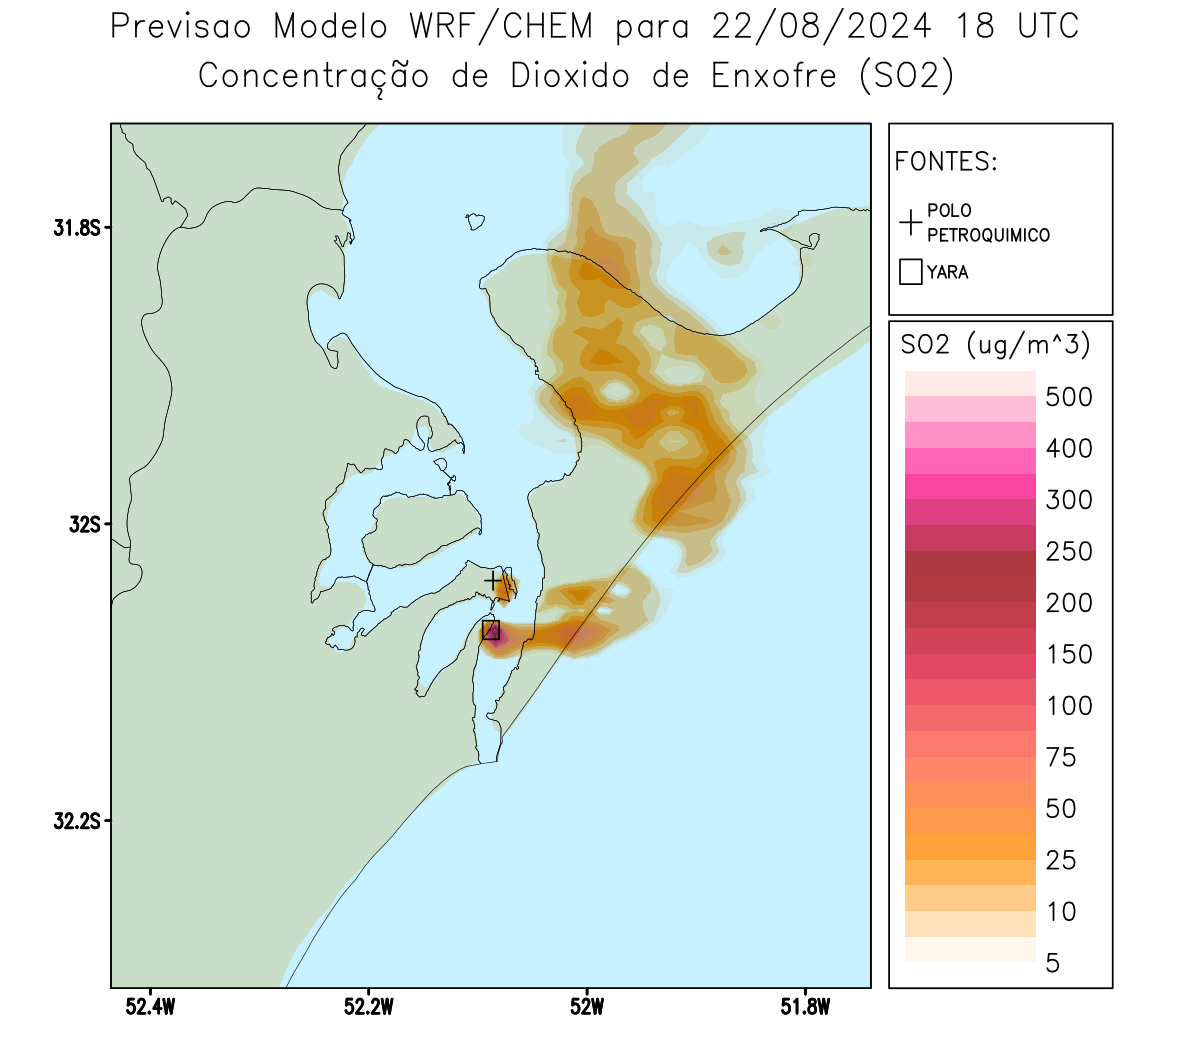 Previsao Modelo WRF/CHEM para 22/08/2024 18 UTC
Concentração de Dioxido de Enxofre (SO2)
FONTES:
POLO
PETROQUIMICO
YARA
SO2 (ug/m^3)
500
400
300
250
200
150
100
75
50
25
10
5
31.8S
32S
32.2S
52.4W
52.2W
52W
51.8W